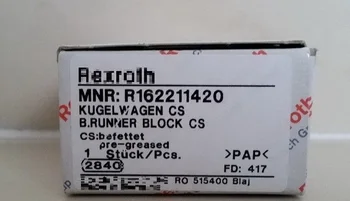 Rexroth
MNR: R162211420
KUGELWAGEN CS
B.RUNNER BLOCK CS
CS:befettet
pre-greased
1 Stück/Pcs. >PAP<
2840 FD: 417
RO 515400 Blaj